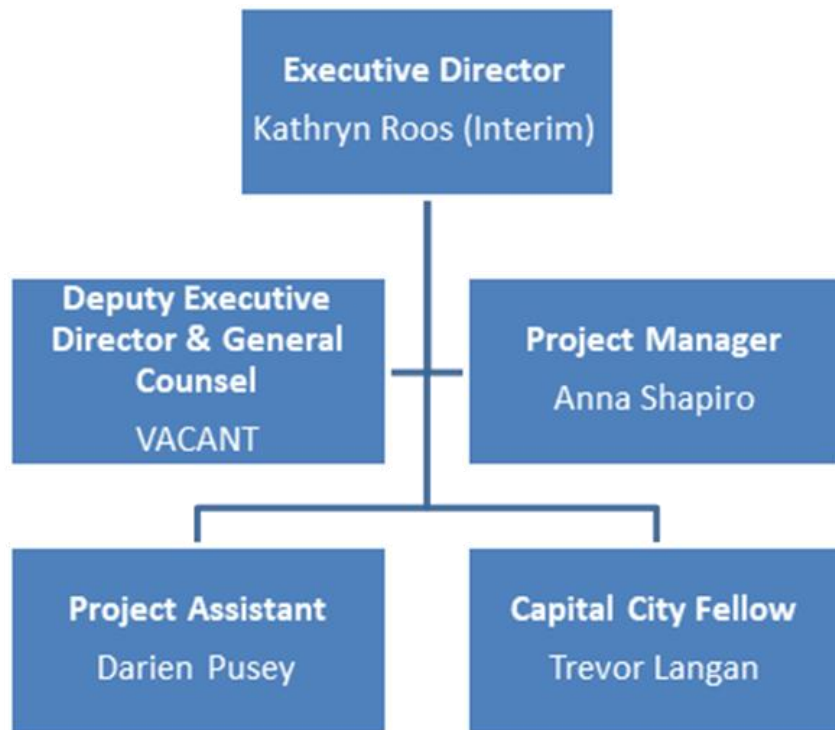 Executive Director
Kathryn Roos (Interim)
Deputy Executive
Director & General
Counsel
VACANT
Project Manager
Anna Shapiro
Project Assistant
Darien Pusey
Capital City Fellow
Trevor Langan